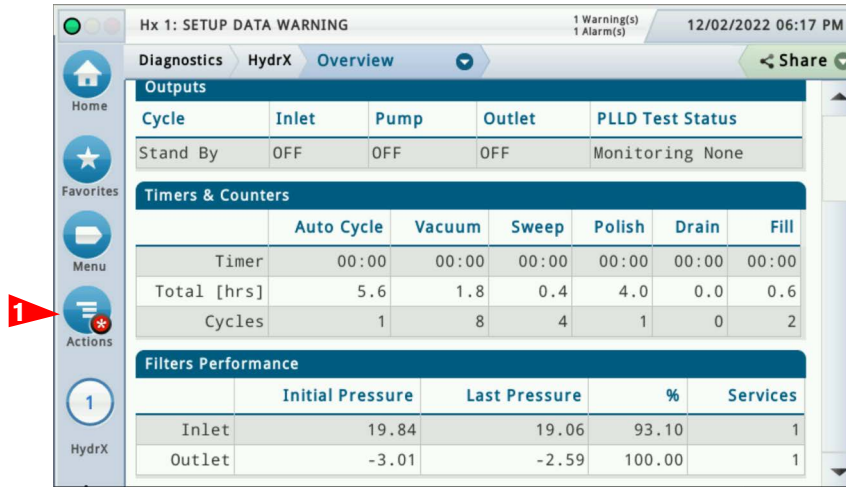 Hx 1: SETUP DATA WARNING
1 Warning(s)
1 Alarm(s)
12/02/2022 06:17 PM
Diagnostics HydrX Overview
Share
Home
Favorites
Menu
1
Actions
1
HydrX
Outputs
Cycle Inlet Pump Outlet PLLD Test Status
Stand By OFF OFF OFF Monitoring None
Timers & Counters
Auto Cycle Vacuum Sweep Polish Drain Fill
Timer 00:00 00:00 00:00 00:00 00:00 00:00
Total [hrs] 5.6 1.8 0.4 4.0 0.0 0.6
Cycles 1 8 4 1 0 2
Filters Performance
Initial Pressure Last Pressure % Services
Inlet 19.84 19.06 93.10 1
Outlet -3.01 -2.59 100.00 1